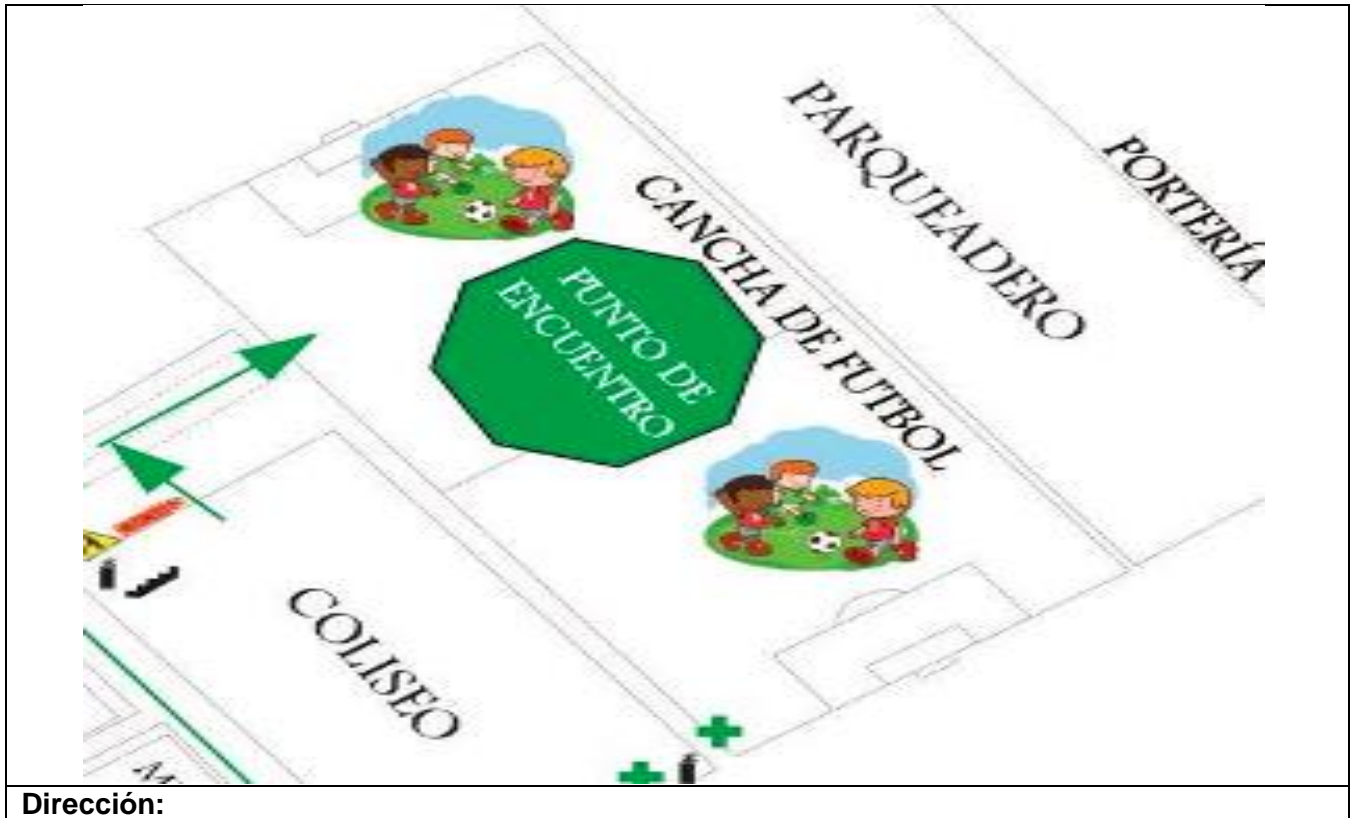 PARQUEADERO
PORTERÍA
CANCHA DE FUTBOL
PUNTO DE
ENCUENTRO
COLISEO
Dirección: